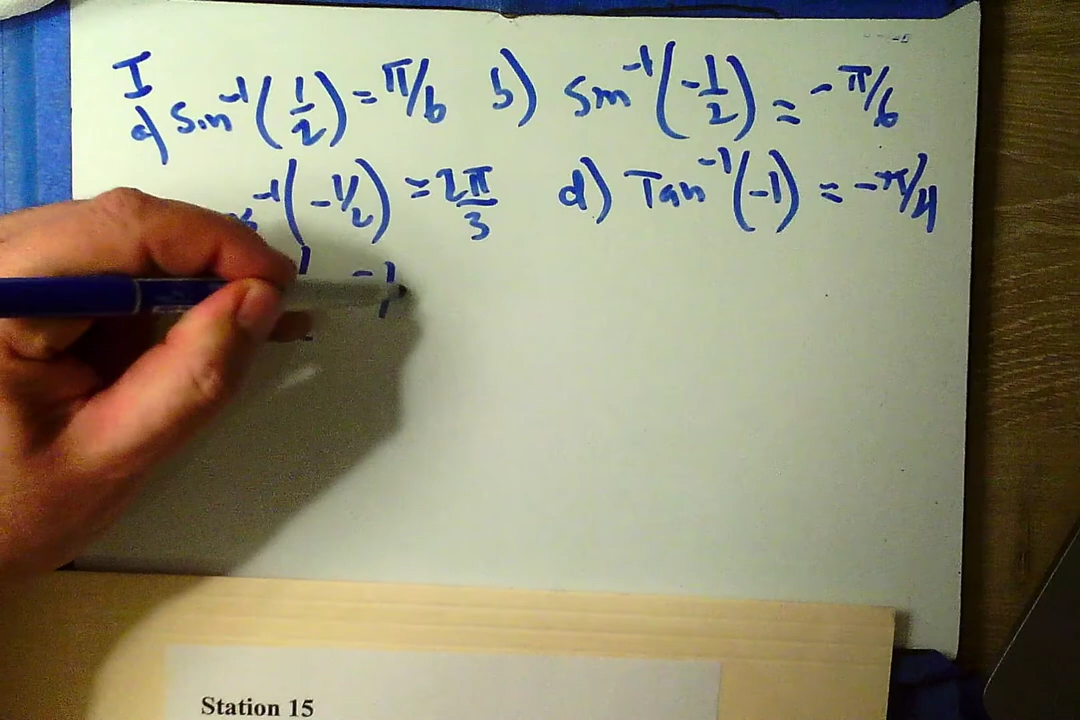 I
a) Sin⁻¹(1/2) = π/6 b) Sin⁻¹(-1/2) = -π/6
⁻¹(-1/2) = 2π/3 d) Tan⁻¹(-1) = -π/4
Station 15